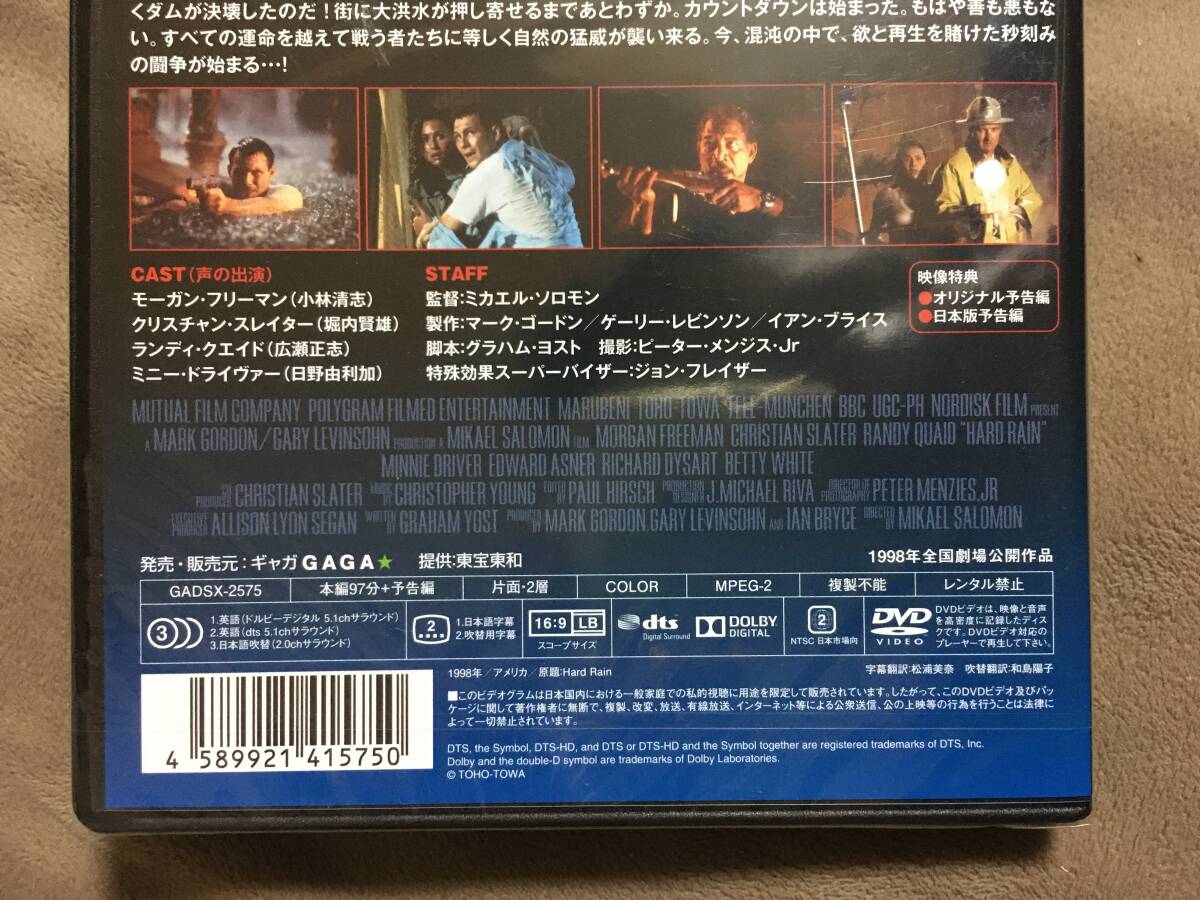 くダムが決壊したのだ！街に大洪水が押し寄せるまであとわずか。カウントダウンは始まった。もはや善も悪もな
い。すべての運命を越えて戦う者たちに等しく自然の猛威が襲い来る。今、混沌の中で、欲と再生を賭けた秒刻み
の闘争が始まる…！
CAST（声の出演）
モーガン・フリーマン（小林清志）
クリスチャン・スレイター（堀内賢雄）
ランディ・クエイド（広瀬正志）
ミニー・ドライヴァー（日野由利加）
STAFF
監督：ミカエル・ソロモン
製作：マーク・ゴードン／ゲーリー・レビンソン／イアン・ブライス
脚本：グラハム・ヨスト　撮影：ピーター・メンジス・Jr
特殊効果スーパーバイザー：ジョン・フレイザー
映像特典
●オリジナル予告編
●日本版予告編
MUTUAL FILM COMPANY POLYGRAM FILMED ENTERTAINMENT MARUBENI TOHO-TOWA TELE-MÜNCHEN BBC UGC-PH NORDISK FILM PRESENT
A MARK GORDON/GARY LEVINSOHN PRODUCTION A MIKAEL SALOMON FILM MORGAN FREEMAN CHRISTIAN SLATER RANDY QUAID "HARD RAIN"
MINNIE DRIVER EDWARD ASNER RICHARD DYSART BETTY WHITE
CO-PRODUCER CHRISTIAN SLATER MUSIC BY CHRISTOPHER YOUNG EDITED BY PAUL HIRSCH PRODUCTION DESIGNER J.MICHAEL RIVA DIRECTOR OF PHOTOGRAPHY PETER MENZIES,JR
EXECUTIVE PRODUCER ALLISON LYON SEGAN WRITTEN BY GRAHAM YOST PRODUCED BY MARK GORDON,GARY LEVINSOHN AND IAN BRYCE DIRECTED BY MIKAEL SALOMON
発売・販売元：ギャガ GAGA★　提供：東宝東和
1998年全国劇場公開作品
GADSX-2575 本編97分+予告編 片面・2層 COLOR MPEG-2 複製不能 レンタル禁止
3
1.英語（ドルビーデジタル 5.1chサラウンド）
2.英語（dts 5.1chサラウンド）
3.日本語吹替（2.0chサラウンド）
2
1.日本語字幕
2.吹替用字幕
16:9 LB
スコープサイズ
dts
Digital Surround
DOLBY
DIGITAL
2
NTSC 日本市場向
DVD
VIDEO
DVDビデオは、映像と音声
を高密度に記録したディス
クです。DVDビデオ対応の
プレーヤーで再生して下さい。
1998年／アメリカ／原題：Hard Rain
字幕翻訳：松浦美奈　吹替翻訳：和島陽子
■このビデオグラムは日本国内における一般家庭での私的視聴に用途を限定して販売されています。したがって、このDVDビデオ及びパッ
ケージに関して著作権者に無断で、複製、改変、放送、有線放送、インターネット等による公衆送信、公の上映等の行為を行うことは法律に
よって一切禁止されています。
4 589921 415750
DTS, the Symbol, DTS-HD, and DTS or DTS-HD and the Symbol together are registered trademarks of DTS, Inc.
Dolby and the double-D symbol are trademarks of Dolby Laboratories.
© TOHO-TOWA